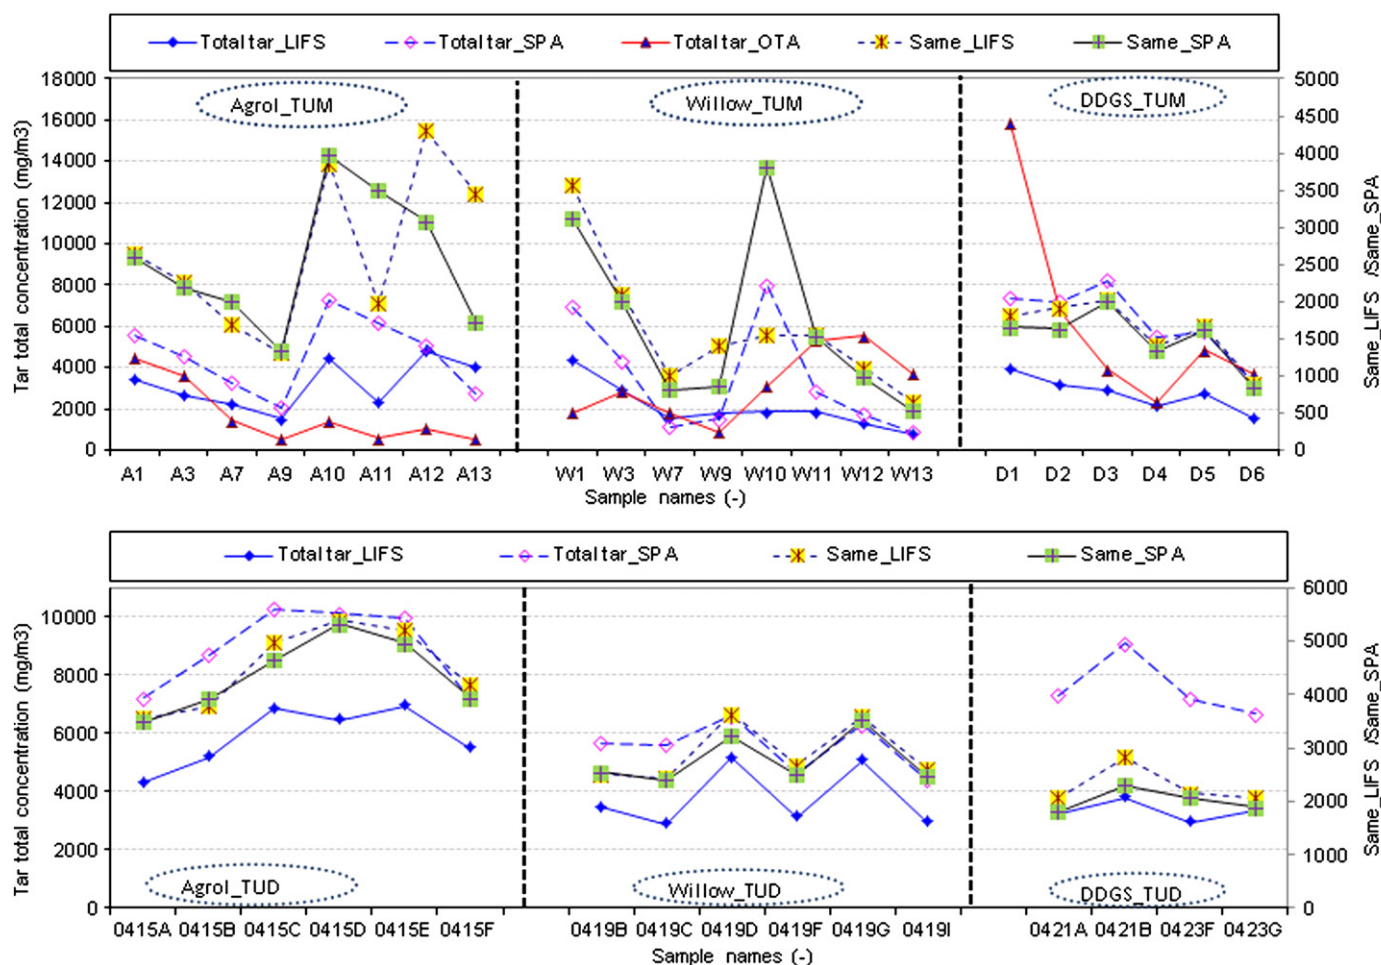 Totaltar_LIFS Totaltar_SPA Totaltar_OTA Same_LIFS Same_SPA
Agrol_TUM Willow_TUM DDGS_TUM
Tar total concentration (mg/m3)
18000
16000
14000
12000
10000
8000
6000
4000
2000
0
5000
4500
4000
3500
3000
2500
2000
1500
1000
500
0
Same_LIFS /Same_SPA
A1 A3 A7 A9 A10 A11 A12 A13 W1 W3 W7 W9 W10 W11 W12 W13 D1 D2 D3 D4 D5 D6
Sample names (-)
Totaltar_LIFS Totaltar_SPA Same_LIFS Same_SPA
Tar total concentration (mg/m3)
10000
8000
6000
4000
2000
0
6000
5000
4000
3000
2000
1000
0
Same_LIFS /Same_SPA
Agrol_TUD Willow_TUD DDGS_TUD
0415A 0415B 0415C 0415D 0415E 0415F 0419B 0419C 0419D 0419F 0419G 0419I 0421A 0421B 0423F 0423G
Sample names (-)